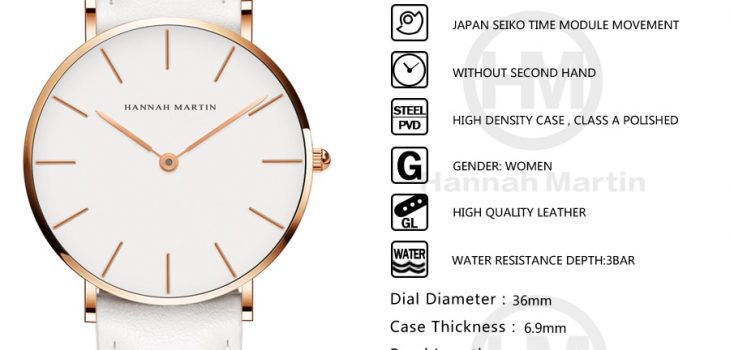 HANNAH MARTIN
JAPAN SEIKO TIME MODULE MOVEMENT
WITHOUT SECOND HAND
STEEL
PVD
HIGH DENSITY CASE , CLASS A POLISHED
G
GENDER: WOMEN
HM
Hannah Martin
GL
HIGH QUALITY LEATHER
WATER
WATER RESISTANCE DEPTH:3BAR
Dial Diameter : 36mm
Case Thickness : 6.9mm